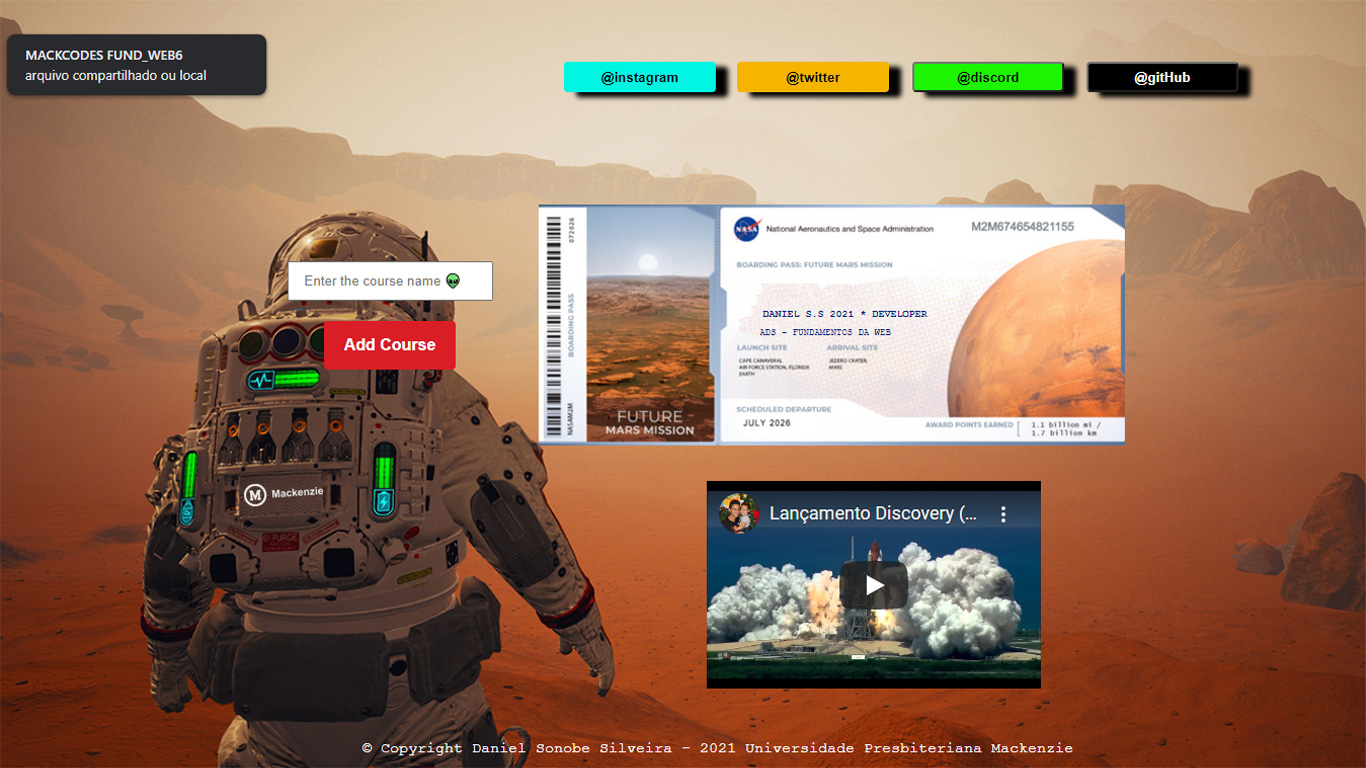 MACKCODES FUND_WEB6
arquivo compartilhado ou local
@instagram
@twitter
@discord
@gitHub
Enter the course name 👽
Add Course
Mackenzie
PURGE
072026
BOARDING PASS
NASAM2M
FUTURE
MARS MISSION
NASA
National Aeronautics and Space Administration
M2M674654821155
BOARDING PASS: FUTURE MARS MISSION
DANIEL S.S 2021 * DEVELOPER
ADS - FUNDAMENTOS DA WEB
LAUNCH SITE
ARRIVAL SITE
CAPE CANAVERAL
AIR FORCE STATION, FLORIDA
EARTH
JEZERO CRATER,
MARS
SCHEDULED DEPARTURE
JULY 2026
AWARD POINTS EARNED
1.1 billion mi /
1.7 billion km
Lançamento Discovery (...
© Copyright Daniel Sonobe Silveira - 2021 Universidade Presbiteriana Mackenzie